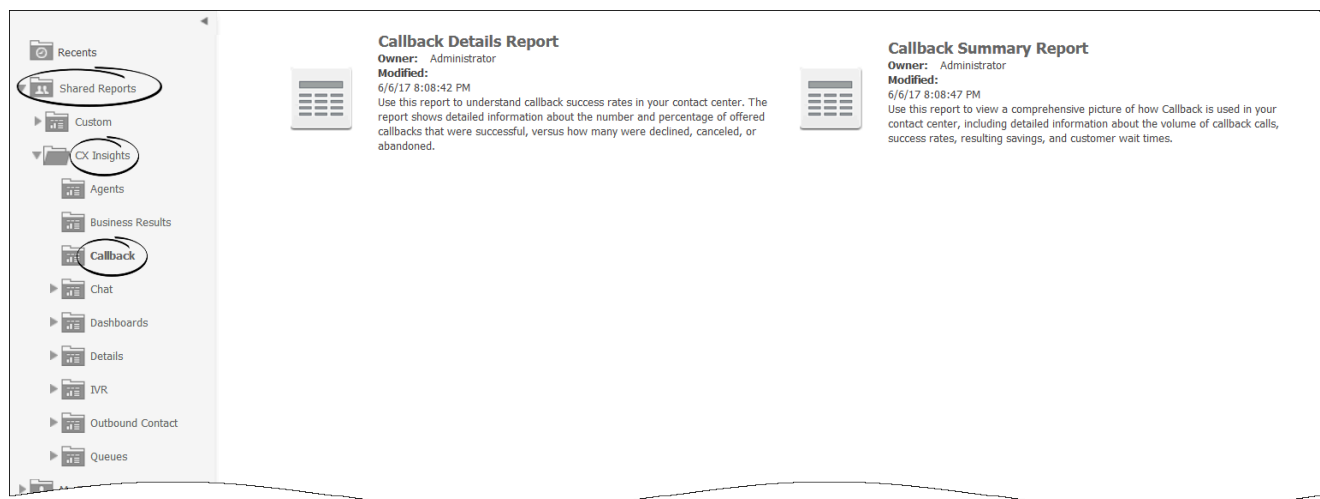 Recents
Shared Reports
Custom
CX Insights
Agents
Business Results
Callback
Chat
Dashboards
Details
IVR
Outbound Contact
Queues
Callback Details Report
Owner: Administrator
Modified:
6/6/17 8:08:42 PM
Use this report to understand callback success rates in your contact center. The
report shows detailed information about the number and percentage of offered
callbacks that were successful, versus how many were declined, canceled, or
abandoned.
Callback Summary Report
Owner: Administrator
Modified:
6/6/17 8:08:47 PM
Use this report to view a comprehensive picture of how Callback is used in your
contact center, including detailed information about the volume of callback calls,
success rates, resulting savings, and customer wait times.